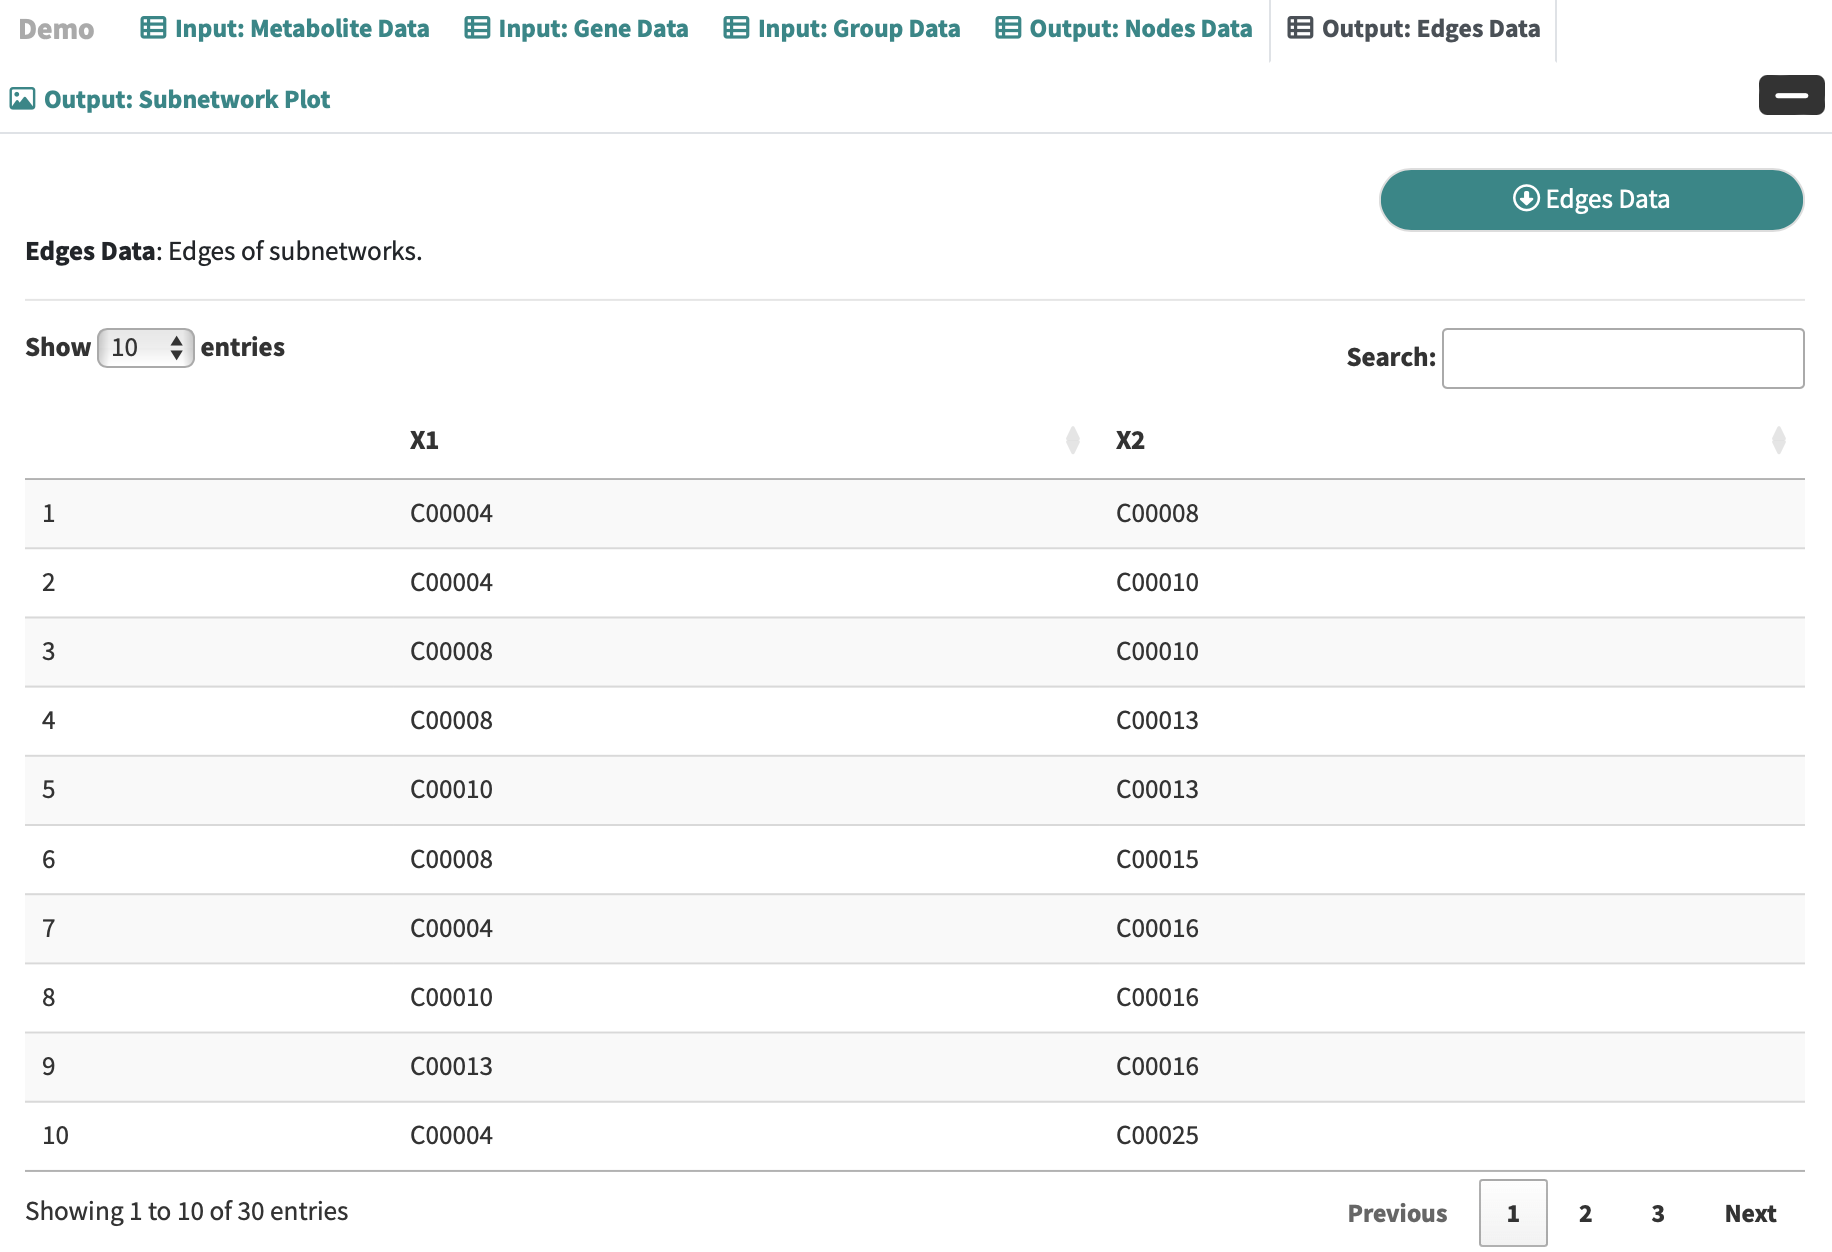 Demo Input: Metabolite Data Input: Gene Data Input: Group Data Output: Nodes Data Output: Edges Data
Output: Subnetwork Plot
Edges Data
Edges Data: Edges of subnetworks.
Show 10 entries Search:
X1 X2
1 C00004 C00008
2 C00004 C00010
3 C00008 C00010
4 C00008 C00013
5 C00010 C00013
6 C00008 C00015
7 C00004 C00016
8 C00010 C00016
9 C00013 C00016
10 C00004 C00025
Showing 1 to 10 of 30 entries Previous 1 2 3 Next